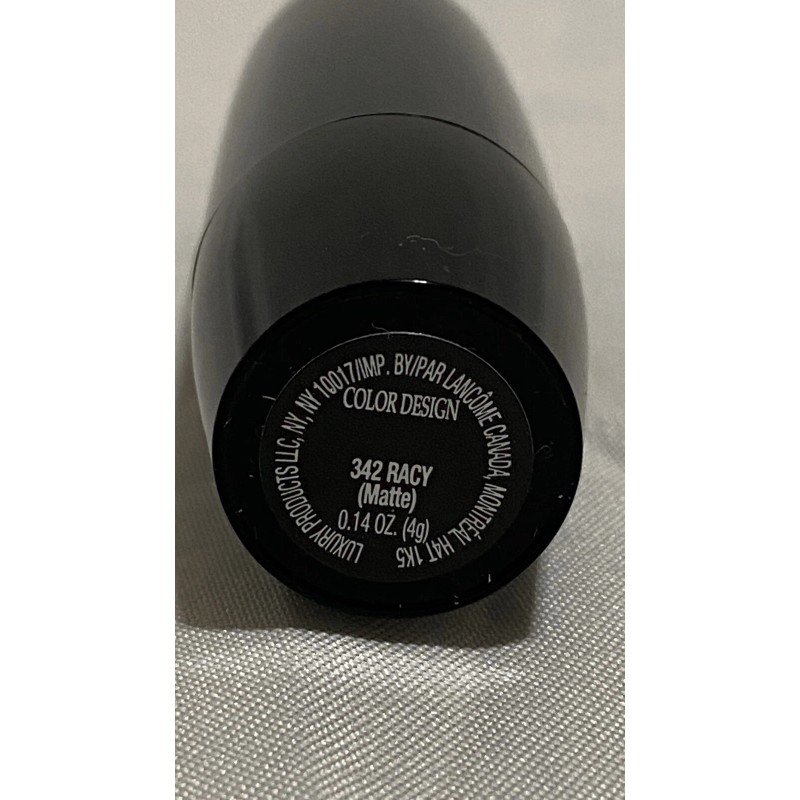 LUXURY PRODUCTS LLC, NY, NY 10017/IMP. BY/PAR LANCÔME CANADA, MONTRÉAL H4T 1K5
COLOR DESIGN
342 RACY
(Matte)
0.14 OZ. (4g)